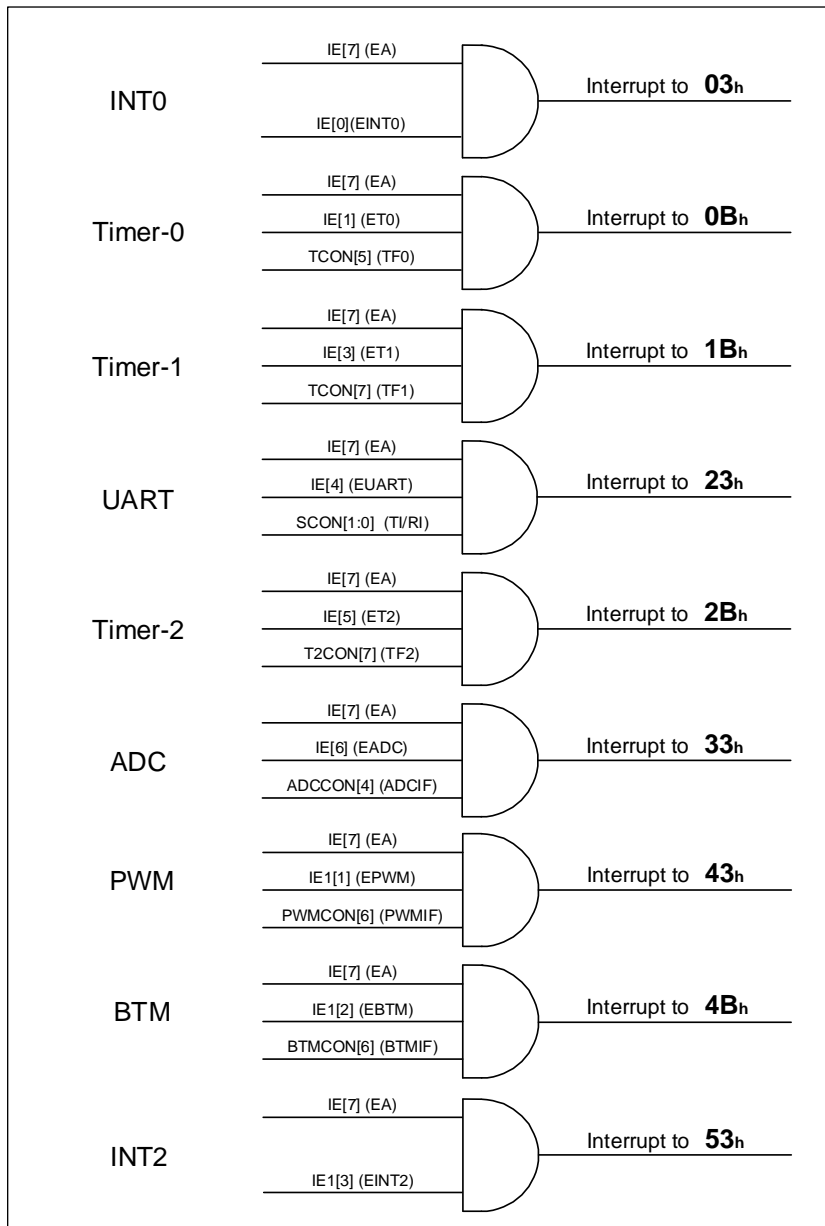 IE[7] (EA)
INT0
Interrupt to 03h
IE[0](EINT0)
IE[7] (EA)
Timer-0
IE[1] (ET0)
Interrupt to 0Bh
TCON[5] (TF0)
IE[7] (EA)
Timer-1
IE[3] (ET1)
Interrupt to 1Bh
TCON[7] (TF1)
IE[7] (EA)
UART
IE[4] (EUART)
Interrupt to 23h
SCON[1:0] (TI/RI)
IE[7] (EA)
Timer-2
IE[5] (ET2)
Interrupt to 2Bh
T2CON[7] (TF2)
IE[7] (EA)
ADC
IE[6] (EADC)
Interrupt to 33h
ADCCON[4] (ADCIF)
IE[7] (EA)
PWM
IE1[1] (EPWM)
Interrupt to 43h
PWMCON[6] (PWMIF)
IE[7] (EA)
BTM
IE1[2] (EBTM)
Interrupt to 4Bh
BTMCON[6] (BTMIF)
IE[7] (EA)
INT2
Interrupt to 53h
IE1[3] (EINT2)